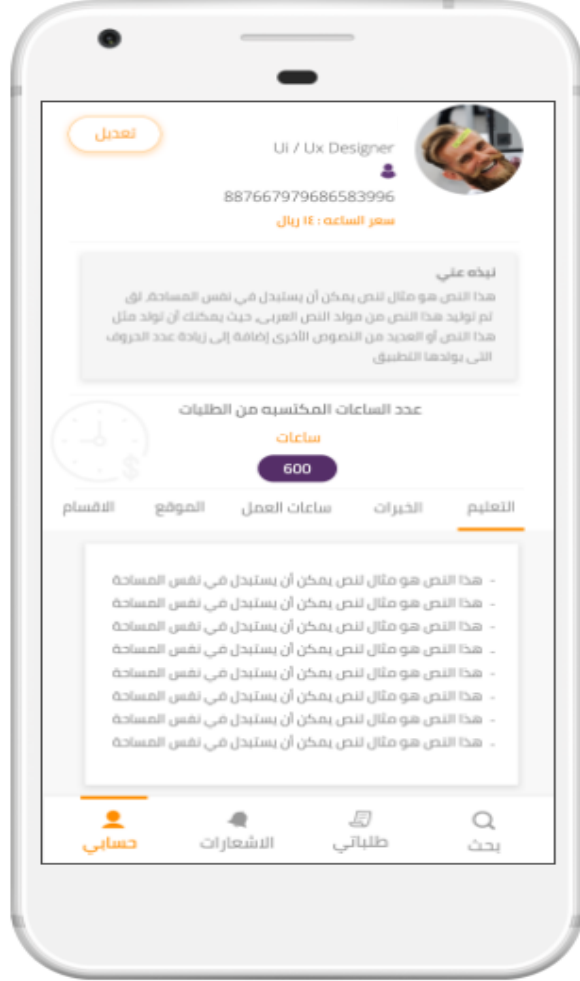 تعديل
Ui / Ux Designer
887667979686583996
سعر الساعه : ١٤ ريال
نبذه عني
هذا النص هو مثال لنص يمكن أن يستبدل في نفس المساحة، لق
تم توليد هذا النص من مولد النص العربى، حيث يمكنك أن تولد مثل
هذا النص أو العديد من النصوص الأخرى إضافة إلى زيادة عدد الحروف
التى يولدها التطبيق
عدد الساعات المكتسبه من الطلبات
ساعات
600
التعليم الخبرات ساعات العمل الموقع الاقسام
- هذا النص هو مثال لنص يمكن أن يستبدل في نفس المساحة
- هذا النص هو مثال لنص يمكن أن يستبدل في نفس المساحة
- هذا النص هو مثال لنص يمكن أن يستبدل في نفس المساحة
- هذا النص هو مثال لنص يمكن أن يستبدل في نفس المساحة
- هذا النص هو مثال لنص يمكن أن يستبدل في نفس المساحة
- هذا النص هو مثال لنص يمكن أن يستبدل في نفس المساحة
- هذا النص هو مثال لنص يمكن أن يستبدل في نفس المساحة
- هذا النص هو مثال لنص يمكن أن يستبدل في نفس المساحة
بحث طلباتي الاشعارات حسابي